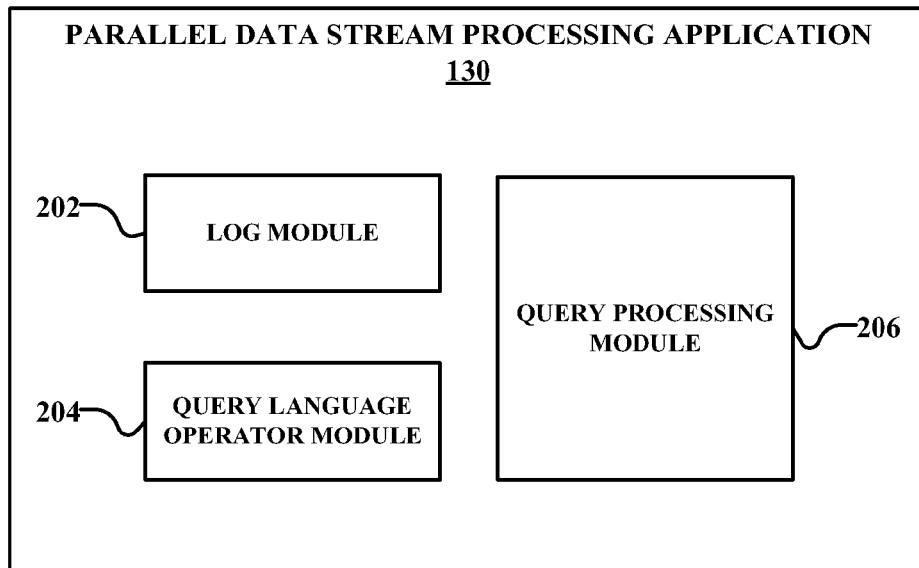 PARALLEL DATA STREAM PROCESSING APPLICATION
130
202
LOG MODULE
204
QUERY LANGUAGE
OPERATOR MODULE
QUERY PROCESSING
MODULE
206